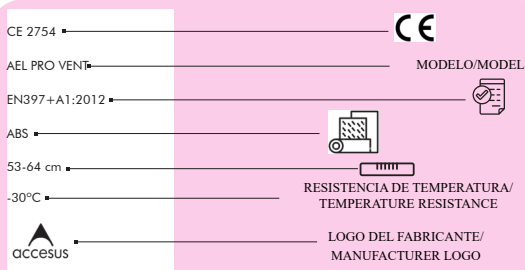 CE 2754
CE
AEL PRO VENT
MODELO/MODEL
EN397+A1:2012
ABS
53-64 cm
-30ºC
RESISTENCIA DE TEMPERATURA/
TEMPERATURE RESISTANCE
accesus
LOGO DEL FABRICANTE/
MANUFACTURER LOGO